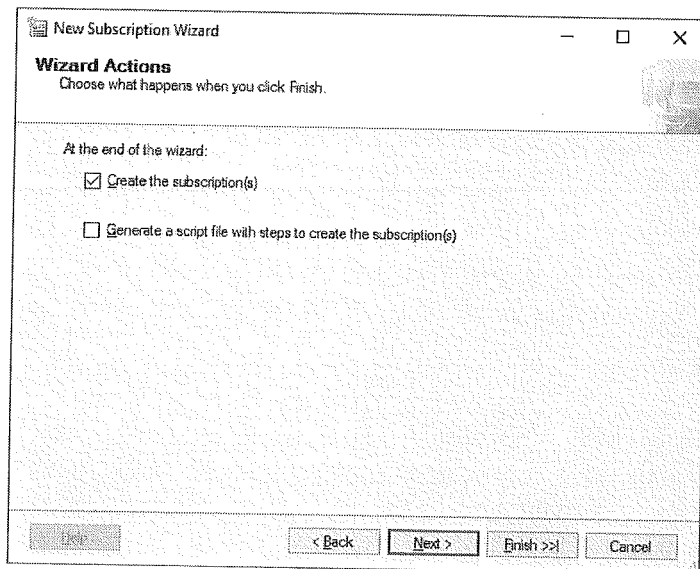 New Subscription Wizard
Wizard Actions
Choose what happens when you click Finish.
At the end of the wizard:
Create the subscription(s)
Generate a script file with steps to create the subscription(s)
Help
< Back
Next >
Finish >>|
Cancel